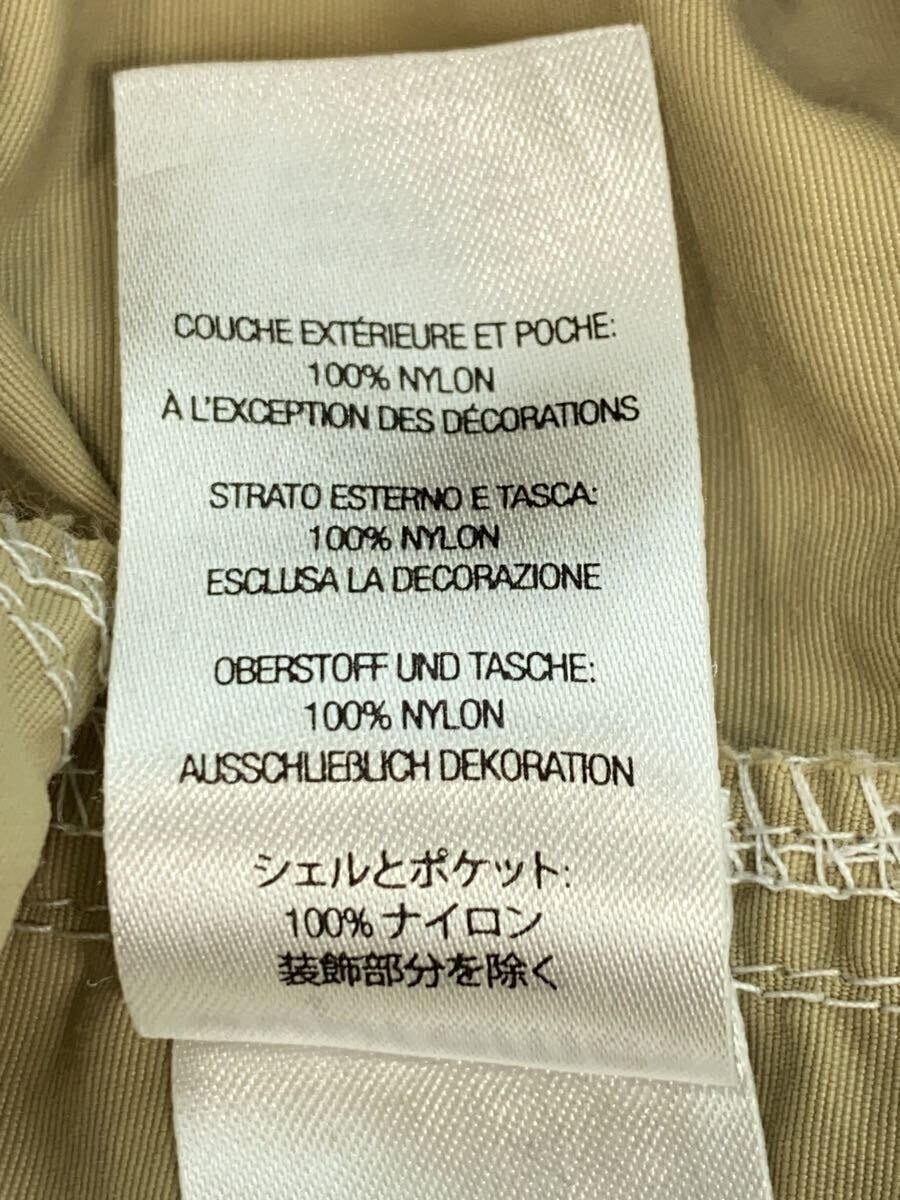 COUCHE EXTÉRIEURE ET POCHE:
100% NYLON
À L'EXCEPTION DES DÉCORATIONS
STRATO ESTERNO E TASCA:
100% NYLON
ESCLUSA LA DECORAZIONE
OBERSTOFF UND TASCHE:
100% NYLON
AUSSCHLIEBLICH DEKORATION
シェルとポケット:
100% ナイロン
装飾部分を除く